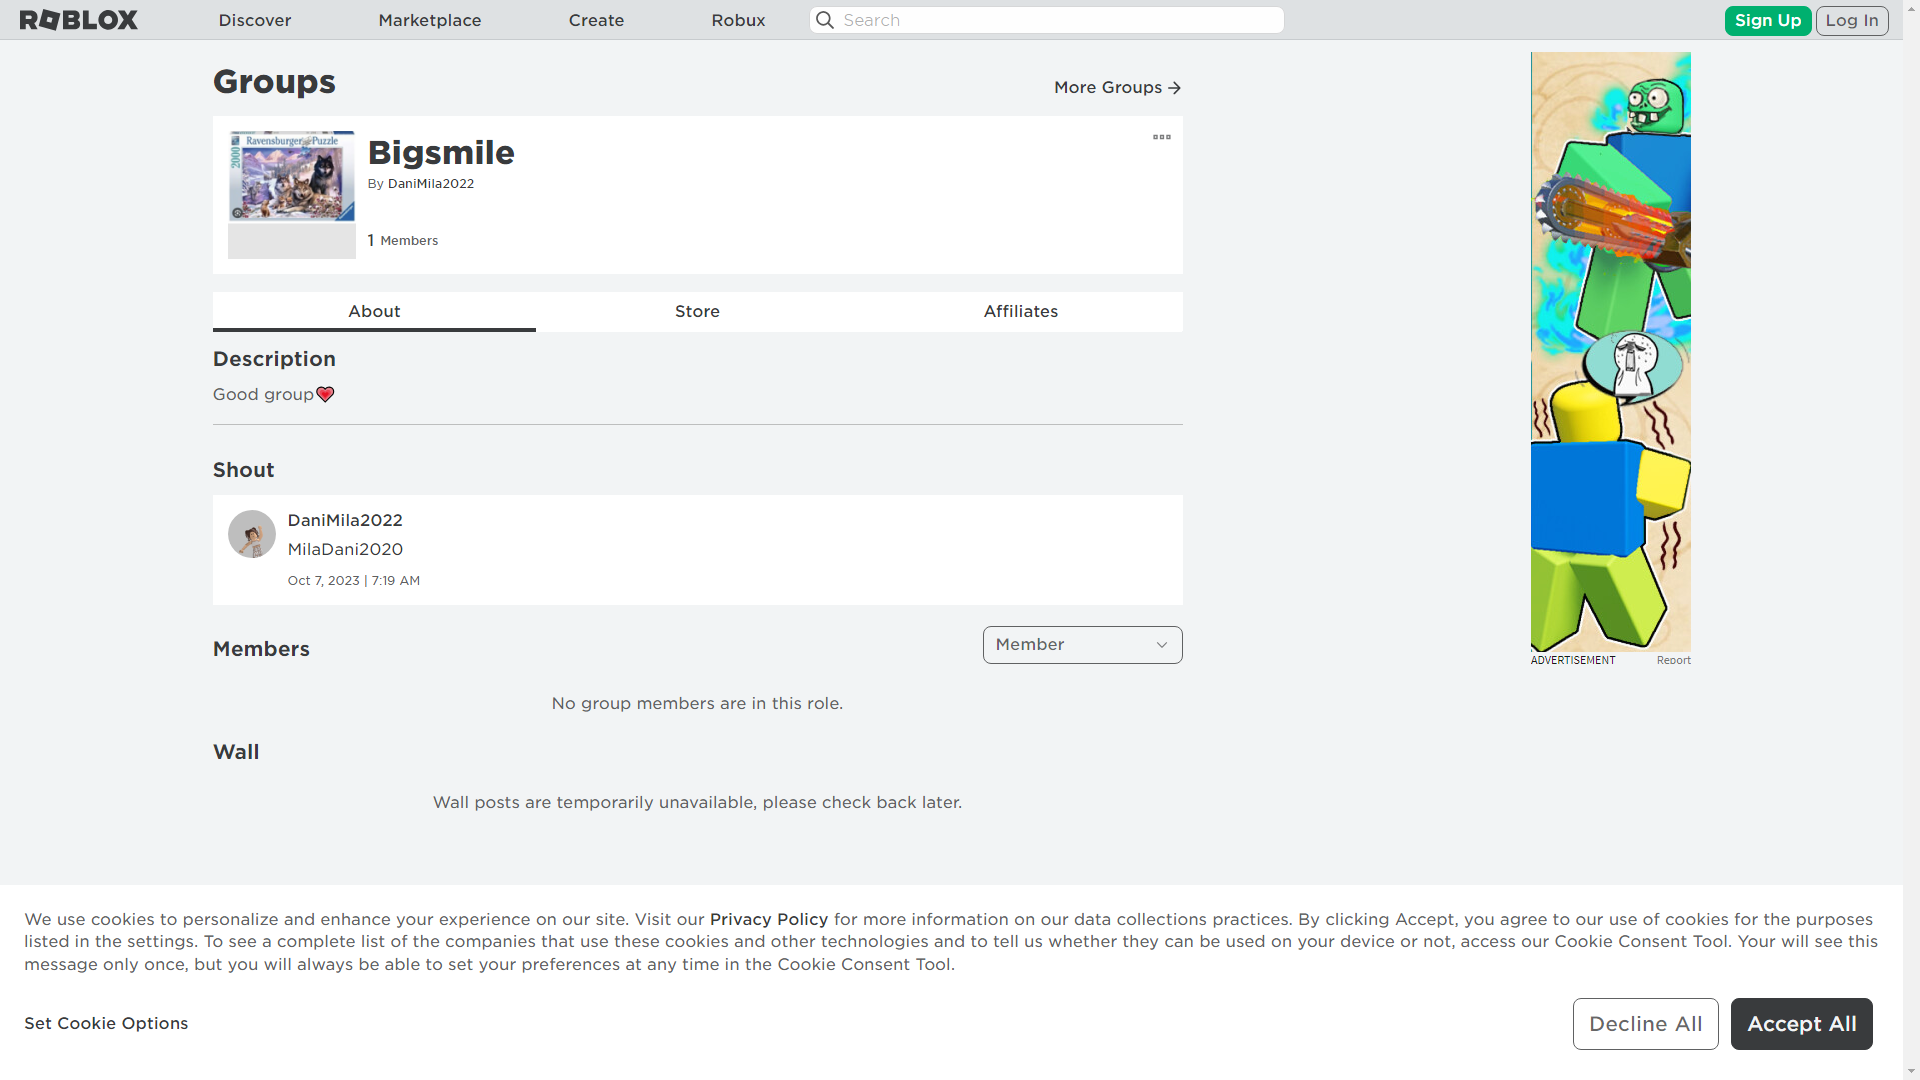 ROBLOX
Discover
Marketplace
Create
Robux
Search
Sign Up
Log In
Groups
More Groups
Ravensburger Puzzle
2000
Bigsmile
By DaniMila2022
1 Members
About
Store
Affiliates
Description
Good group❤️
Shout
DaniMila2022
MilaDani2020
Oct 7, 2023 | 7:19 AM
Members
Member
No group members are in this role.
Wall
Wall posts are temporarily unavailable, please check back later.
ADVERTISEMENT
Report
We use cookies to personalize and enhance your experience on our site. Visit our Privacy Policy for more information on our data collections practices. By clicking Accept, you agree to our use of cookies for the purposes
listed in the settings. To see a complete list of the companies that use these cookies and other technologies and to tell us whether they can be used on your device or not, access our Cookie Consent Tool. Your will see this
message only once, but you will always be able to set your preferences at any time in the Cookie Consent Tool.
Set Cookie Options
Decline All
Accept All